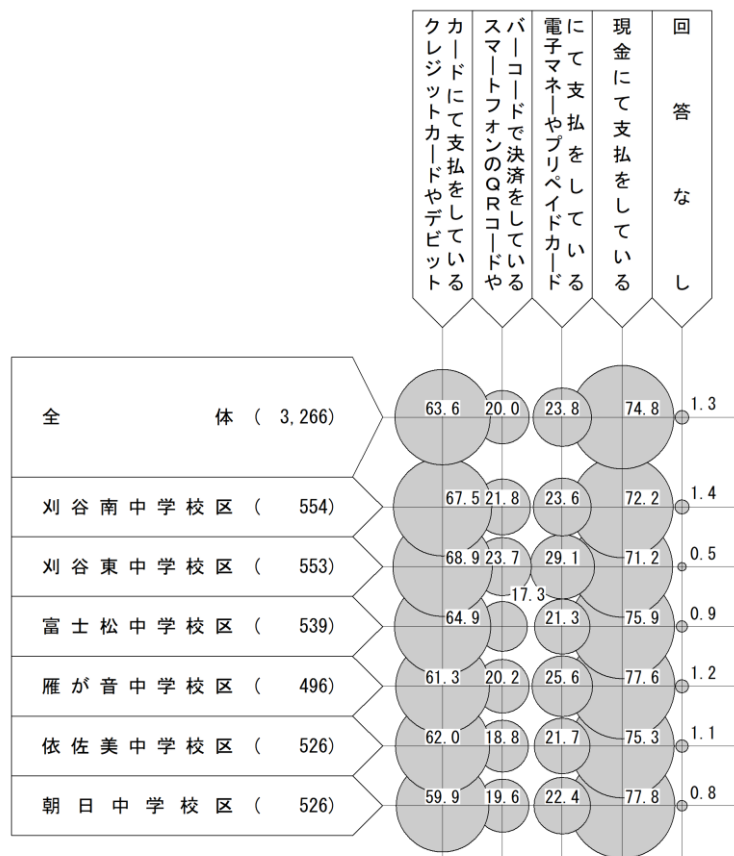 クレジットカードやデビット
カードにて支払をしている
スマートフォンのＱＲコードや
バーコードで決済をしている
電子マネーやプリペイドカード
にて支払をしている
現金にて支払をしている
回答なし
全体 ( 3,266) 63.6 20.0 23.8 74.8 1.3
刈谷南中学校区 ( 554) 67.5 21.8 23.6 72.2 1.4
刈谷東中学校区 ( 553) 68.9 23.7 29.1 71.2 0.5
富士松中学校区 ( 539) 64.9 17.3 21.3 75.9 0.9
雁が音中学校区 ( 496) 61.3 20.2 25.6 77.6 1.2
依佐美中学校区 ( 526) 62.0 18.8 21.7 75.3 1.1
朝日中学校区 ( 526) 59.9 19.6 22.4 77.8 0.8